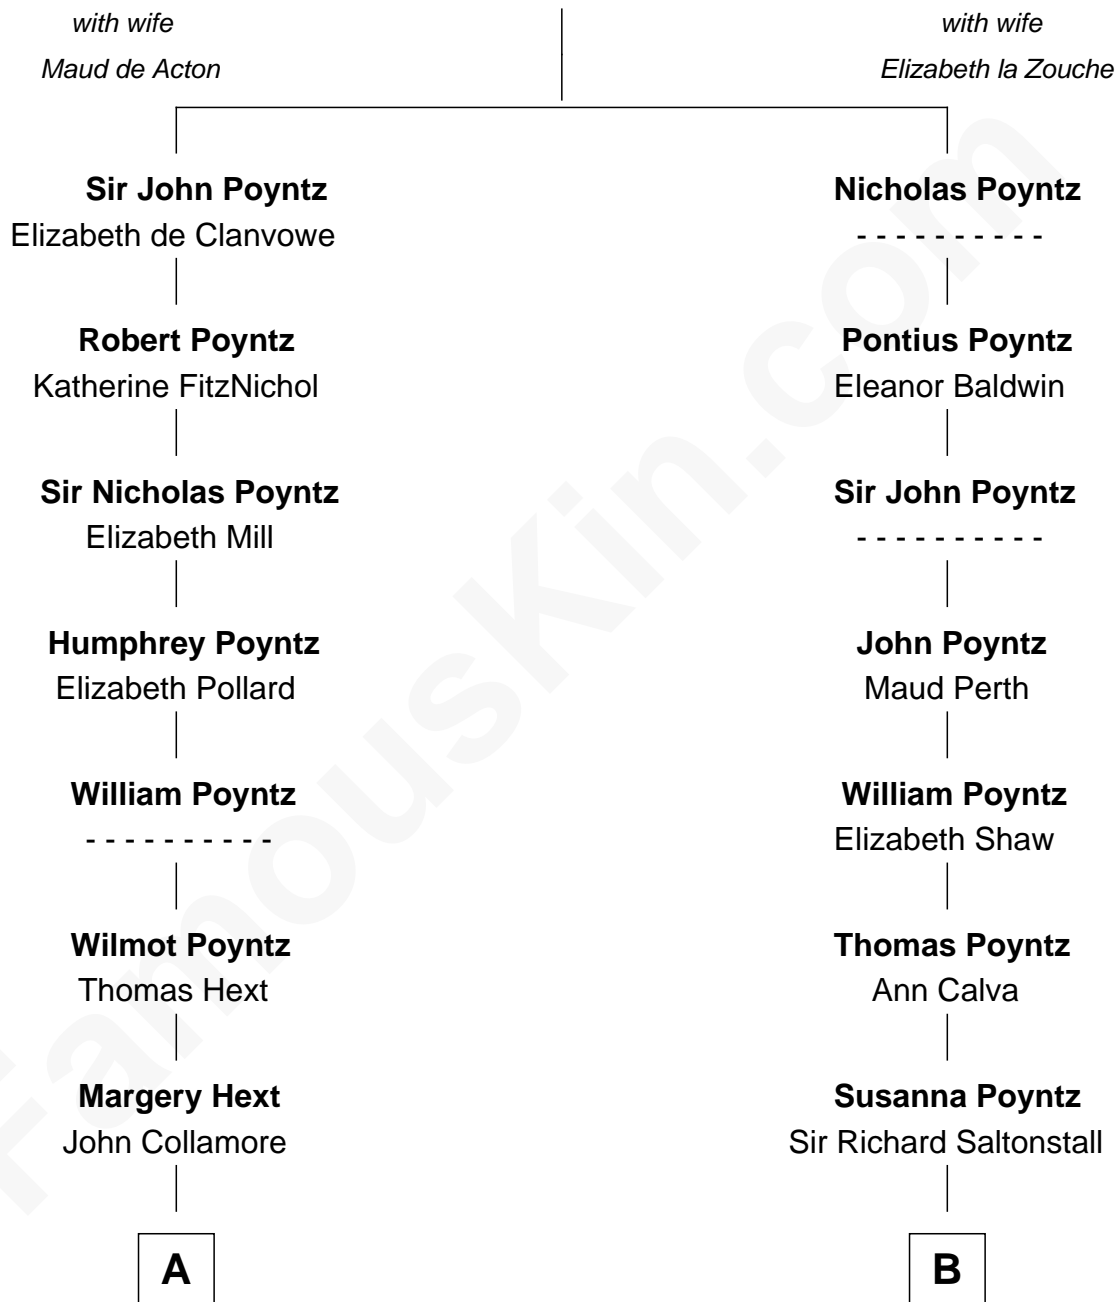 with wife
Maud de Acton
with wife
Elizabeth la Zouche
Sir John Poyntz
Elizabeth de Clanvowe
Nicholas Poyntz
- - - - - - - - - -
Robert Poyntz
Katherine FitzNichol
Pontius Poyntz
Eleanor Baldwin
Sir Nicholas Poyntz
Elizabeth Mill
Sir John Poyntz
- - - - - - - - - -
Humphrey Poyntz
Elizabeth Pollard
John Poyntz
Maud Perth
William Poyntz
- - - - - - - - - -
William Poyntz
Elizabeth Shaw
Wilmot Poyntz
Thomas Hext
Thomas Poyntz
Ann Calva
Margery Hext
John Collamore
Susanna Poyntz
Sir Richard Saltonstall
A
B
FamousKin.com